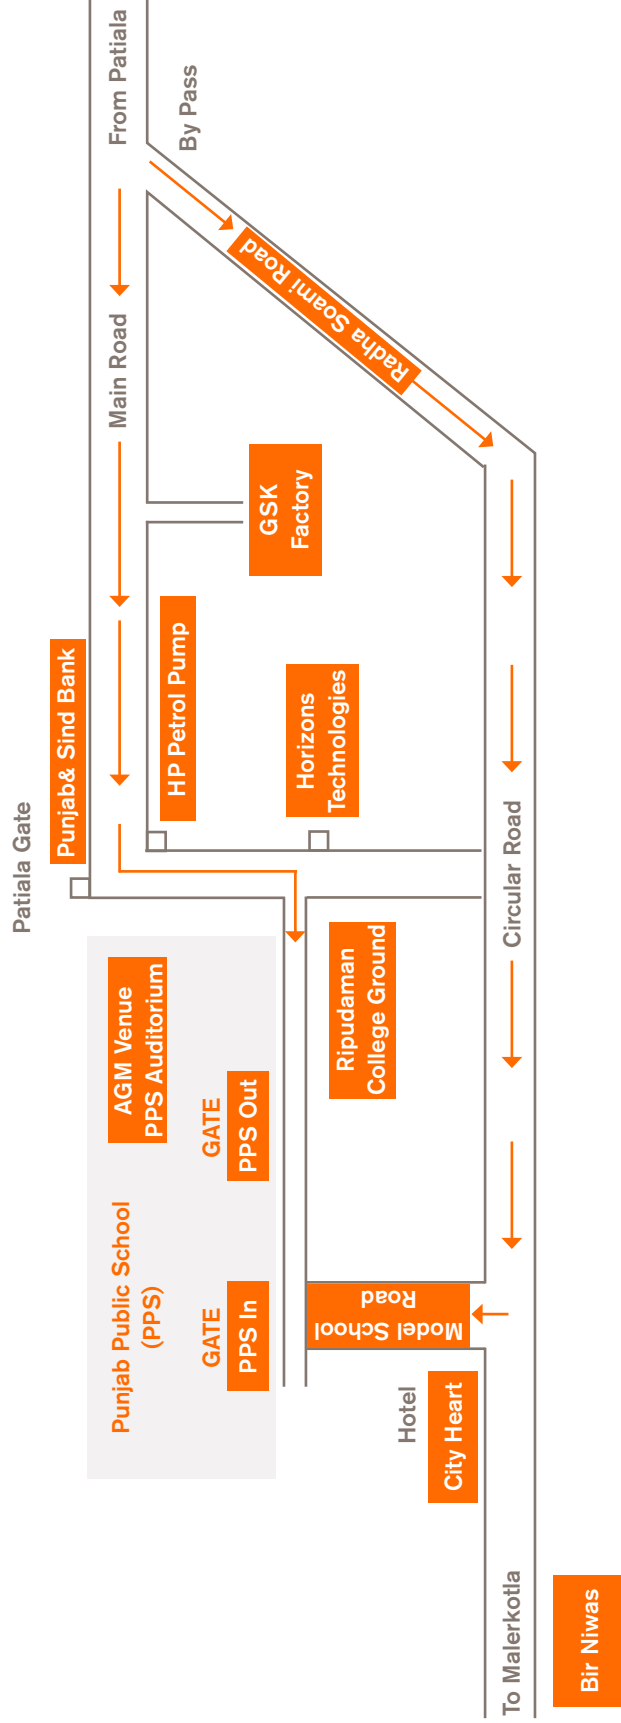 From Patiala
By Pass
Main Road
Radha Soami Road
GSK
Factory
Punjab& Sind Bank
HP Petrol Pump
Horizons
Technologies
Patiala Gate
Circular Road
AGM Venue
PPS Auditorium
Ripudaman
College Ground
GATE
PPS Out
Punjab Public School
(PPS)
GATE
PPS In
Model School
Road
Hotel
City Heart
To Malerkotla
Bir Niwas